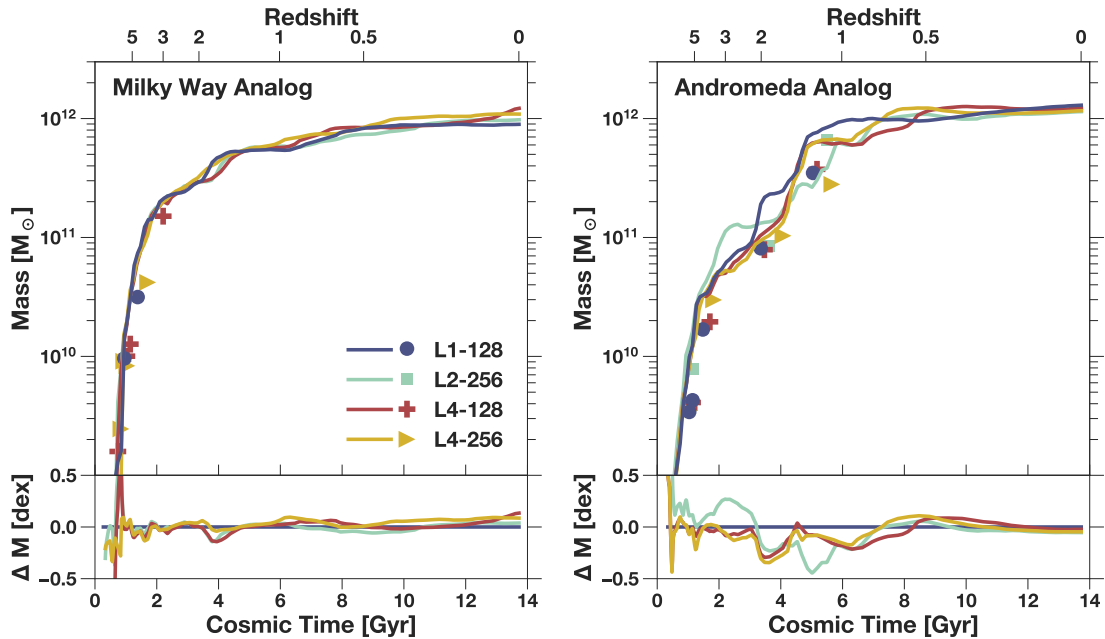 Redshift
5 3 2 1 0.5 0
Milky Way Analog
Mass [M⊙]
10¹²
10¹¹
10¹⁰
L1-128
L2-256
L4-128
L4-256
Δ M [dex]
0.5
0.0
−0.5
0 2 4 6 8 10 12 14
Cosmic Time [Gyr]
Redshift
5 3 2 1 0.5 0
Andromeda Analog
Mass [M⊙]
10¹²
10¹¹
10¹⁰
Δ M [dex]
0.5
0.0
−0.5
0 2 4 6 8 10 12 14
Cosmic Time [Gyr]